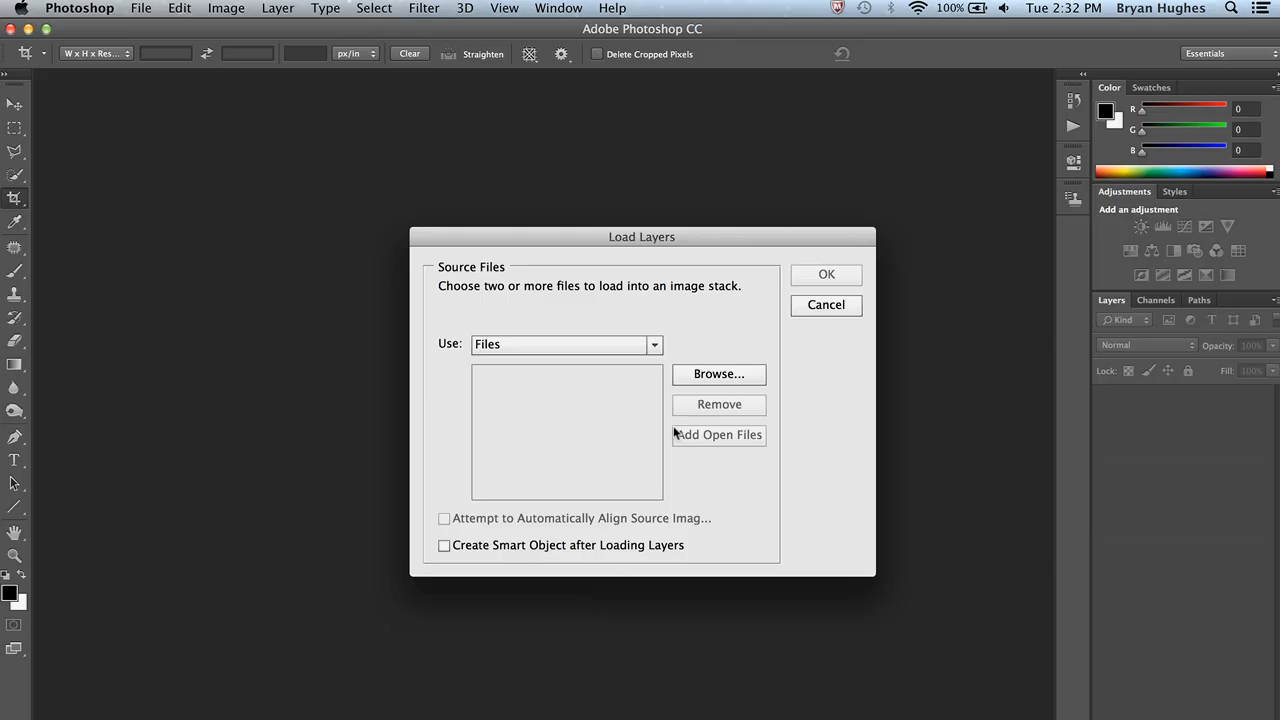 Photoshop File Edit Image Layer Type Select Filter 3D View Window Help 100% Tue 2:32 PM Bryan Hughes
Adobe Photoshop CC
W x H x Res... px/in Clear Straighten Delete Cropped Pixels Essentials
Color Swatches
R 0
G 0
B 0
Adjustments Styles
Add an adjustment
Layers Channels Paths
Kind
Normal Opacity: 100%
Lock: Fill: 100%
Load Layers
Source Files
Choose two or more files to load into an image stack.
OK
Cancel
Use: Files
Browse...
Remove
Add Open Files
Attempt to Automatically Align Source Imag...
Create Smart Object after Loading Layers